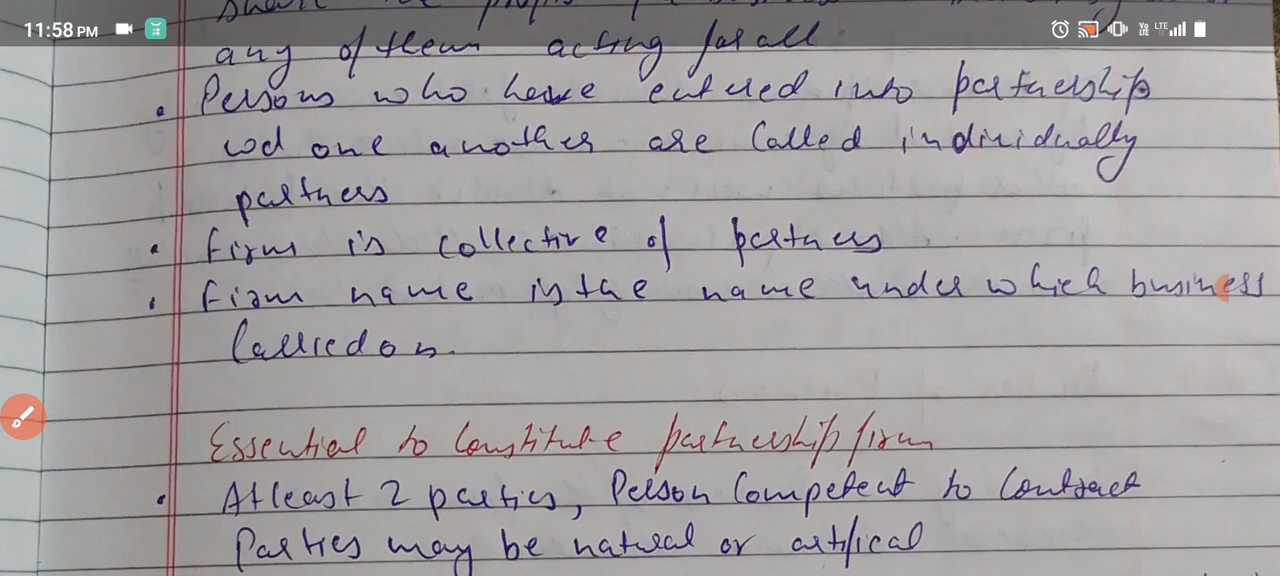 11:58 PM
LTE
any of them acting for all
Persons who have entered into partnership
wd one another are called individually
partners
Firm is collective of partners
Firm name is the name under which business
Carried on.
Essential to Constitute partnership firm
Atleast 2 parties, Person Competent to Contract
Parties may be natural or artifical